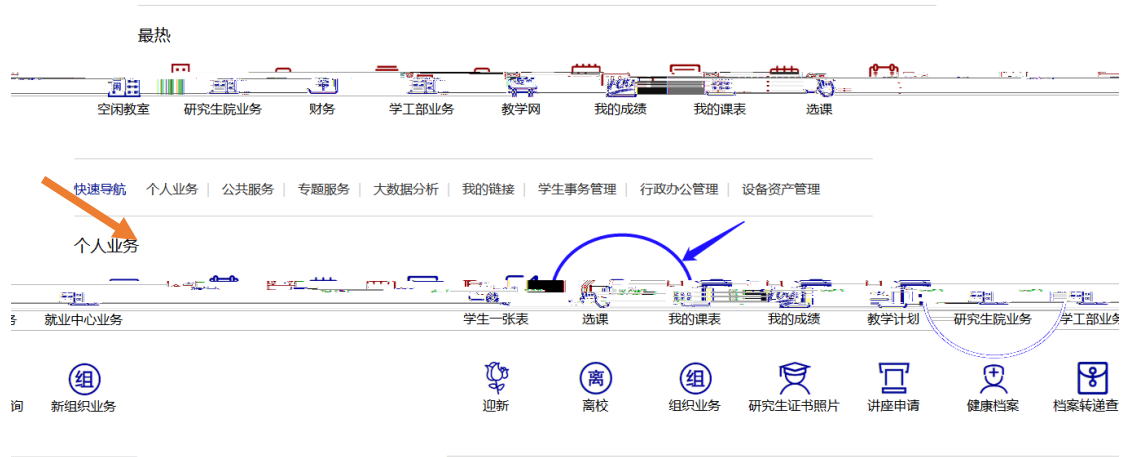 最热
空闲教室 研究生院业务 财务 学工部业务 教学网 我的成绩 我的课表 选课
快速导航 个人业务 | 公共服务 | 专题服务 | 大数据分析 | 我的链接 | 学生事务管理 | 行政办公管理 | 设备资产管理
个人业务
就业中心业务 学生一张表 选课 我的课表 我的成绩 教学计划 研究生院业务 学工部业务
组 离 组
询 新组织业务 迎新 离校 组织业务 研究生证书照片 讲座申请 健康档案 档案转递查